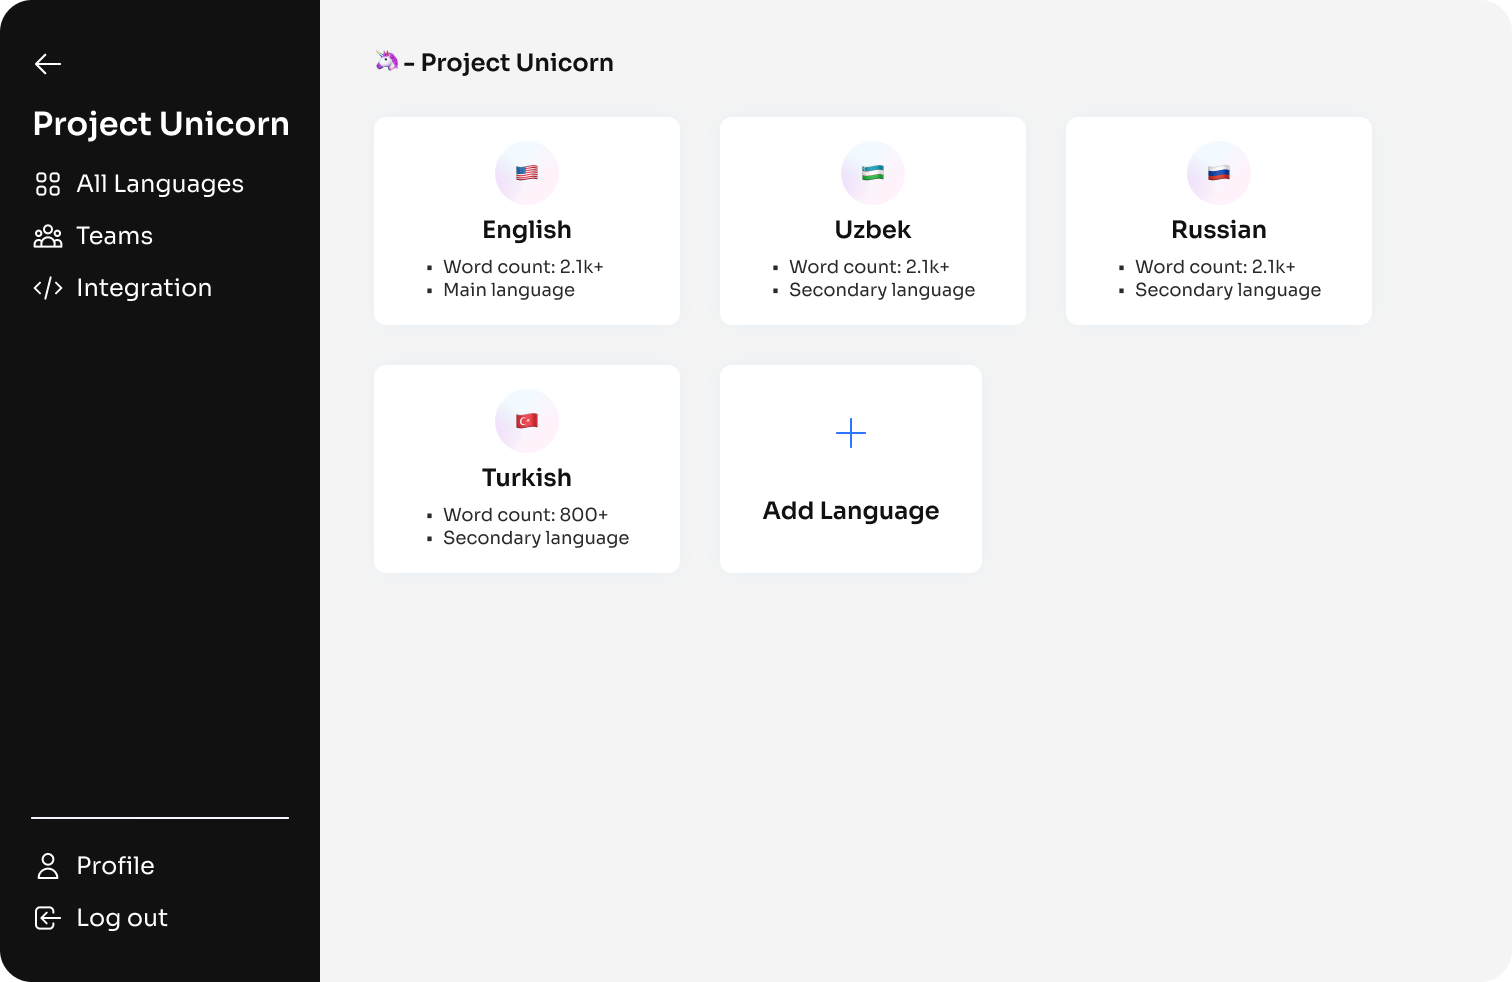 Project Unicorn
All Languages
Teams
Integration
Profile
Log out
🦄 - Project Unicorn
English
▪ Word count: 2.1k+
▪ Main language
Uzbek
▪ Word count: 2.1k+
▪ Secondary language
Russian
▪ Word count: 2.1k+
▪ Secondary language
Turkish
▪ Word count: 800+
▪ Secondary language
Add Language